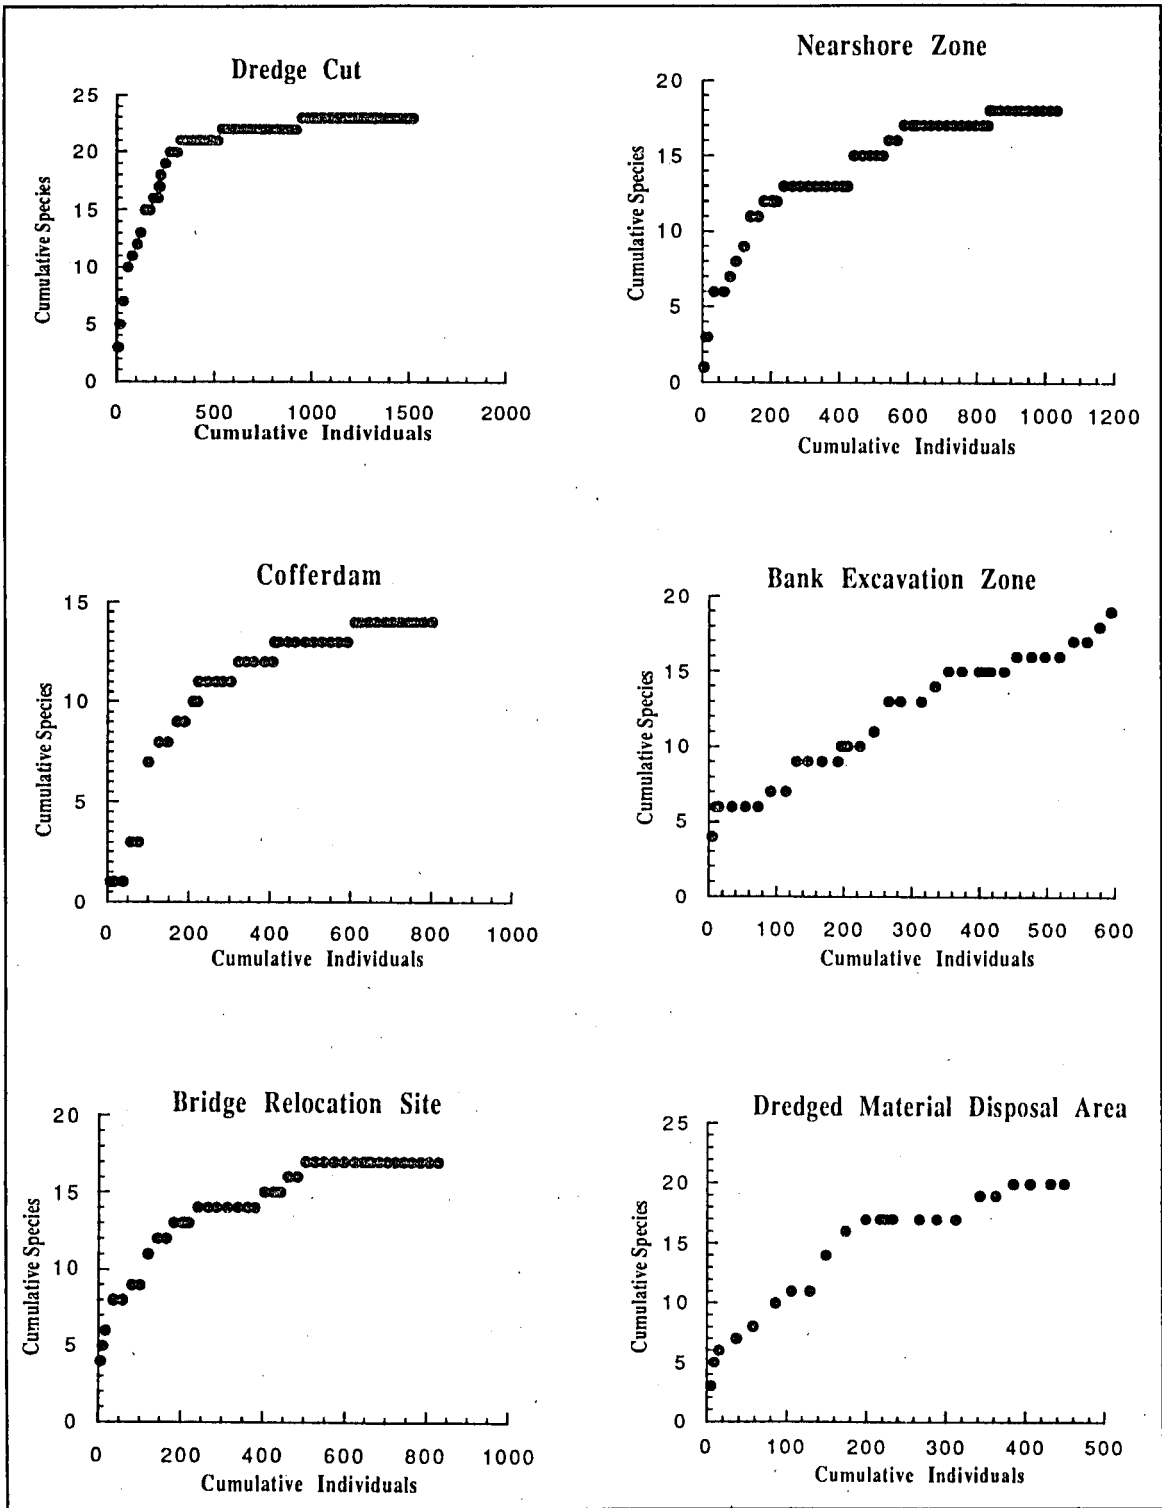 Dredge Cut
25
20
15
10
5
0
Cumulative Species
0 500 1000 1500 2000
Cumulative Individuals
Nearshore Zone
20
15
10
5
0
Cumulative Species
0 200 400 600 800 1000 1200
Cumulative Individuals
Cofferdam
15
10
5
0
Cumulative Species
0 200 400 600 800 1000
Cumulative Individuals
Bank Excavation Zone
20
15
10
5
0
Cumulative Species
0 100 200 300 400 500 600
Cumulative Individuals
Bridge Relocation Site
20
15
10
5
0
Cumulative Species
0 200 400 600 800 1000
Cumulative Individuals
Dredged Material Disposal Area
25
20
15
10
5
0
Cumulative Species
0 100 200 300 400 500
Cumulative Individuals